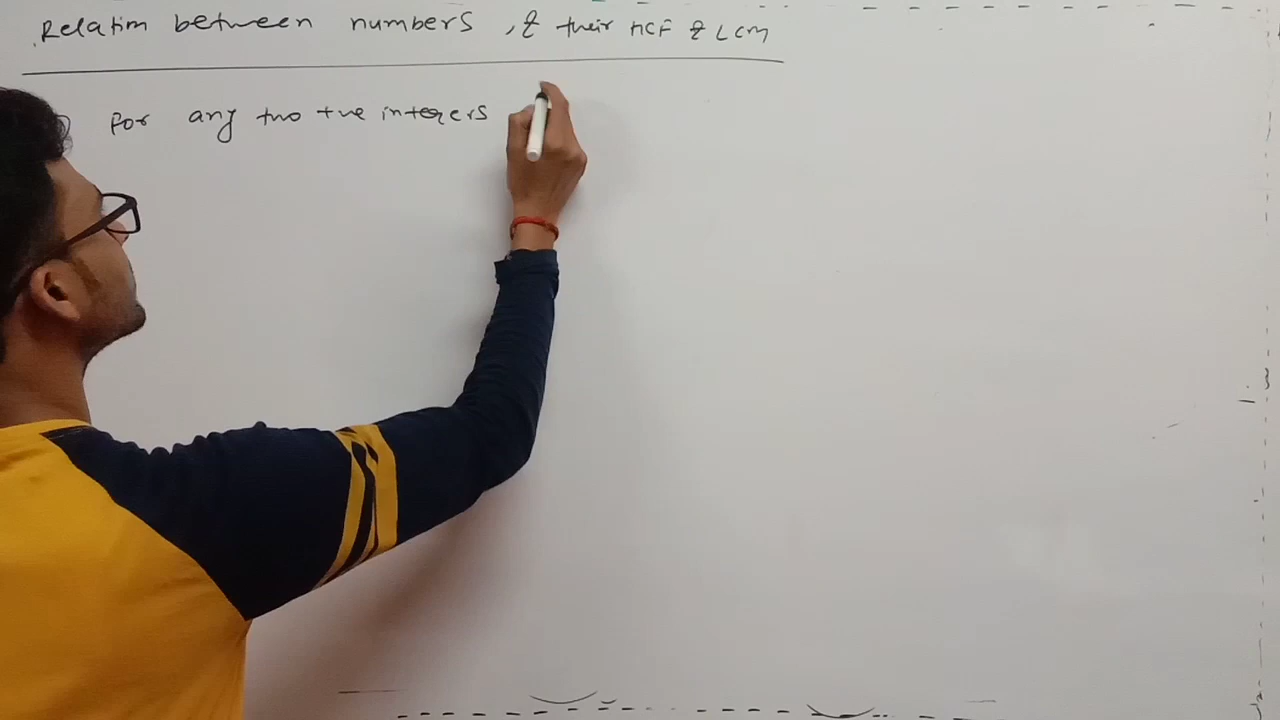 Relation between numbers, & their HCF & LCM
For any two +ve integers